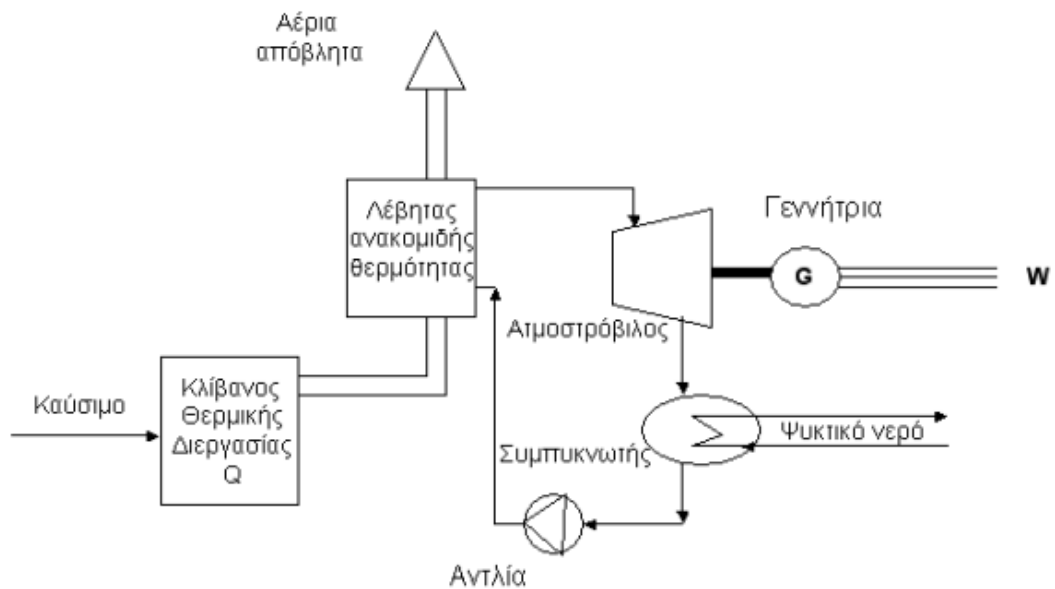 Αέρια
απόβλητα
Λέβητας
ανακομιδής
θερμότητας
Γεννήτρια
G
W
Ατμοστρόβιλος
Κλίβανος
Θερμικής
Διεργασίας
Q
Καύσιμο
Ψυκτικό νερό
Συμπυκνωτής
Αντλία